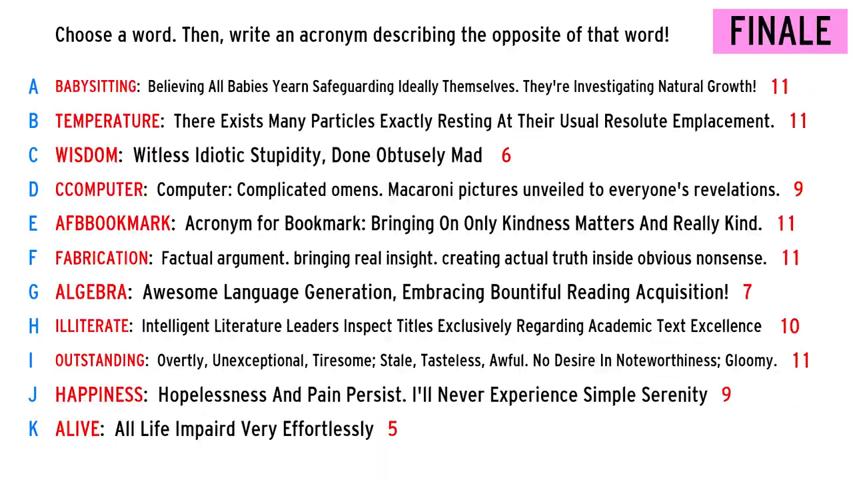 Choose a word. Then, write an acronym describing the opposite of that word!
FINALE
A BABYSITTING: Believing All Babies Yearn Safeguarding Ideally Themselves. They're Investigating Natural Growth! 11
B TEMPERATURE: There Exists Many Particles Exactly Resting At Their Usual Resolute Emplacement. 11
C WISDOM: Witless Idiotic Stupidity, Done Obtusely Mad 6
D CCOMPUTER: Computer: Complicated omens. Macaroni pictures unveiled to everyone's revelations. 9
E AFBBOOKMARK: Acronym for Bookmark: Bringing On Only Kindness Matters And Really Kind. 11
F FABRICATION: Factual argument. bringing real insight. creating actual truth inside obvious nonsense. 11
G ALGEBRA: Awesome Language Generation, Embracing Bountiful Reading Acquisition! 7
H ILLITERATE: Intelligent Literature Leaders Inspect Titles Exclusively Regarding Academic Text Excellence 10
I OUTSTANDING: Overtly, Unexceptional, Tiresome; Stale, Tasteless, Awful. No Desire In Noteworthiness; Gloomy. 11
J HAPPINESS: Hopelessness And Pain Persist. I'll Never Experience Simple Serenity 9
K ALIVE: All Life Impaird Very Effortlessly 5